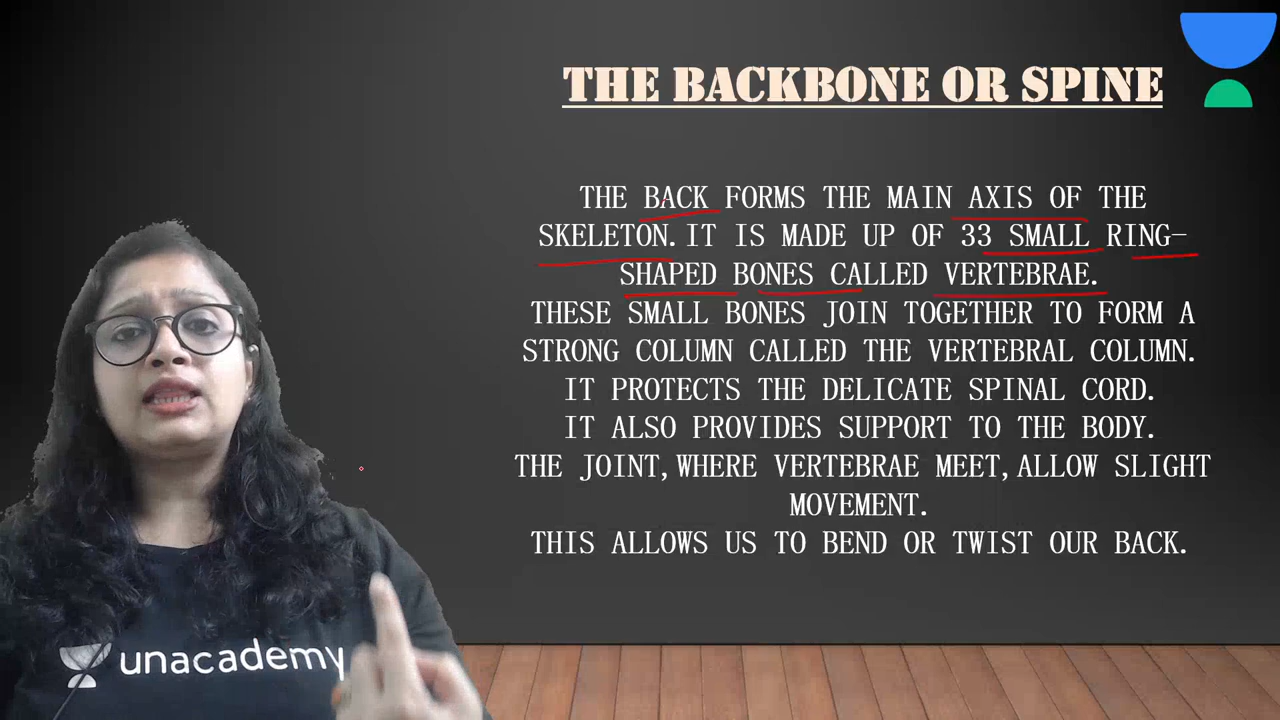 THE BACKBONE OR SPINE
THE BACK FORMS THE MAIN AXIS OF THE
SKELETON.IT IS MADE UP OF 33 SMALL RING-
SHAPED BONES CALLED VERTEBRAE.
THESE SMALL BONES JOIN TOGETHER TO FORM A
STRONG COLUMN CALLED THE VERTEBRAL COLUMN.
IT PROTECTS THE DELICATE SPINAL CORD.
IT ALSO PROVIDES SUPPORT TO THE BODY.
THE JOINT,WHERE VERTEBRAE MEET,ALLOW SLIGHT
MOVEMENT.
THIS ALLOWS US TO BEND OR TWIST OUR BACK.
unacademy